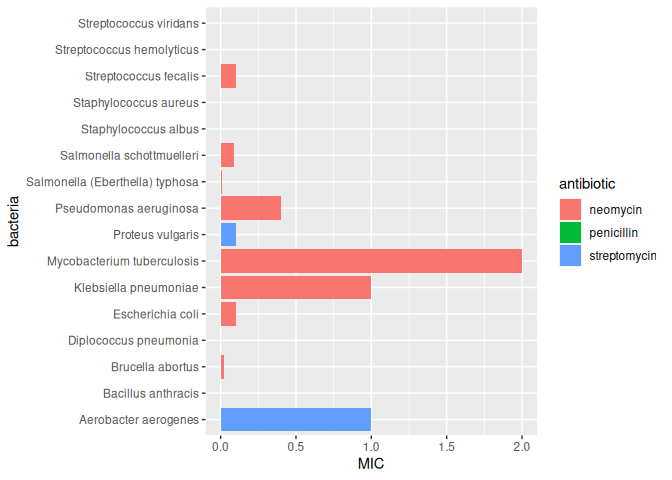 Streptococcus viridans
Streptococcus hemolyticus
Streptococcus fecalis
Staphylococcus aureus
Staphylococcus albus
Salmonella schottmuelleri
Salmonella (Eberthella) typhosa
Pseudomonas aeruginosa
Proteus vulgaris
Mycobacterium tuberculosis
Klebsiella pneumoniae
Escherichia coli
Diplococcus pneumonia
Brucella abortus
Bacillus anthracis
Aerobacter aerogenes
bacteria
0.0 0.5 1.0 1.5 2.0
MIC
antibiotic
neomycin
penicillin
streptomycin